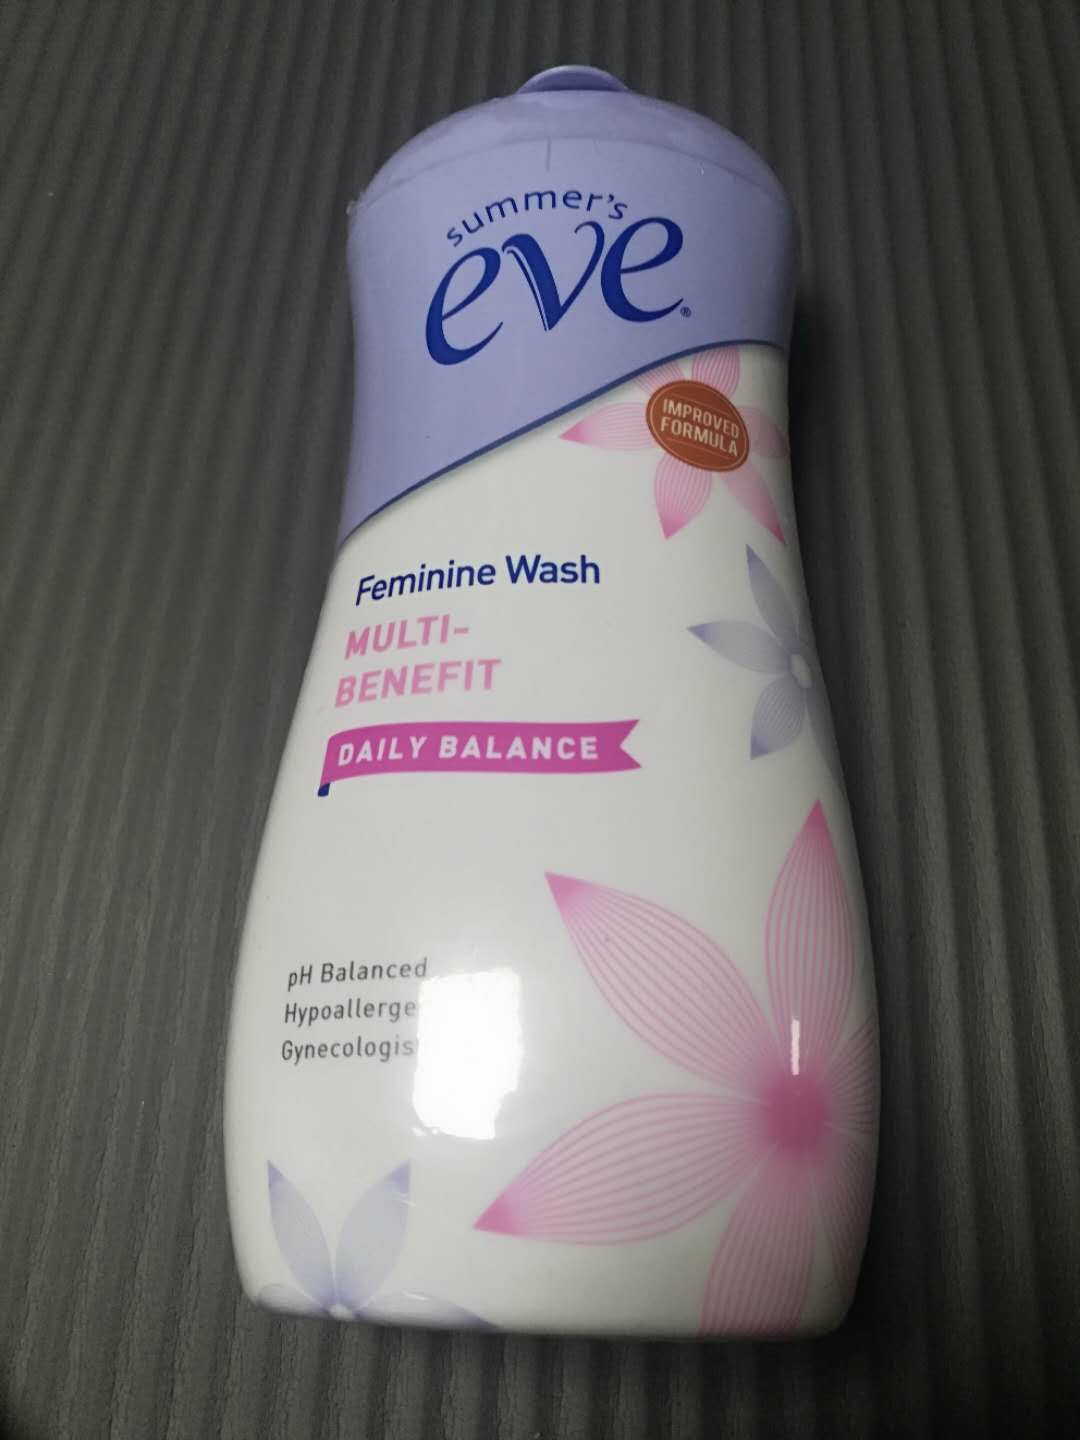 summer's
eve®
IMPROVED
FORMULA
Feminine Wash
MULTI-
BENEFIT
DAILY BALANCE
pH Balanced